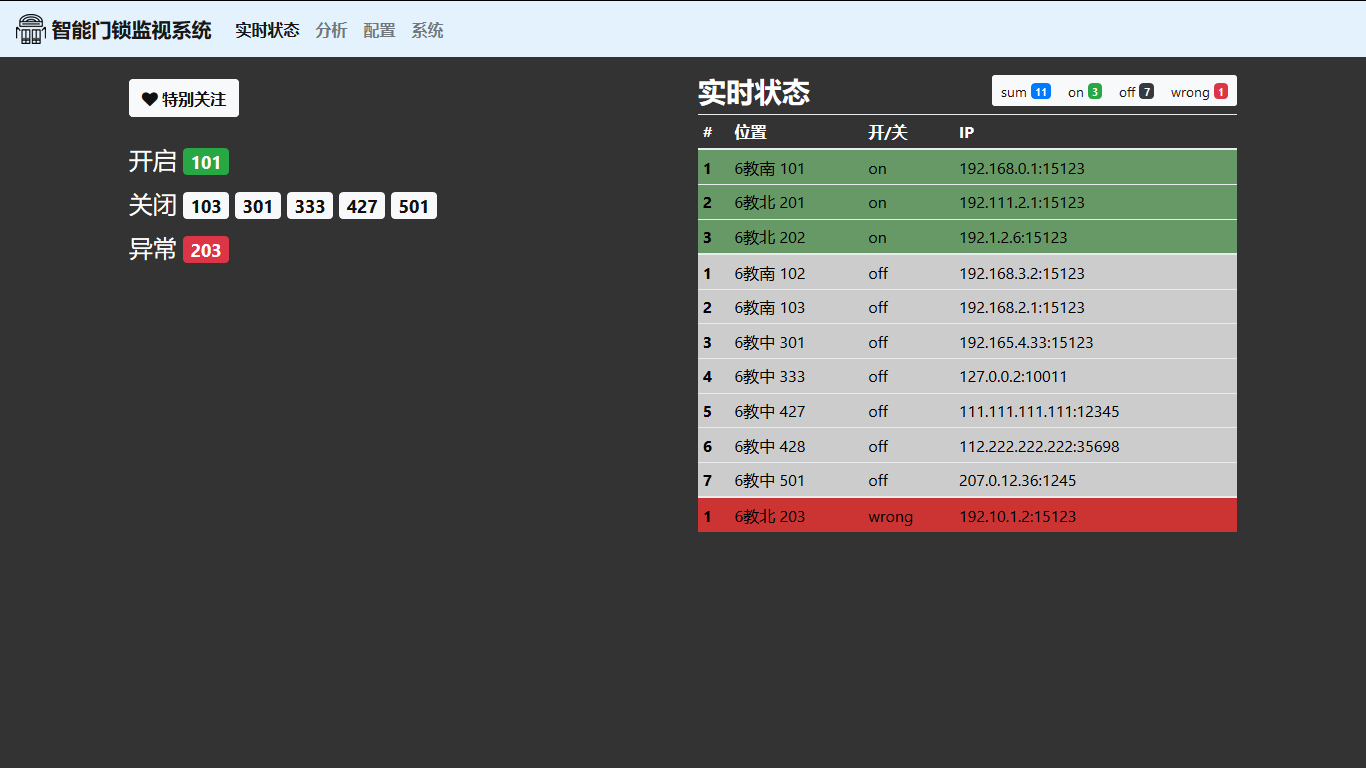 智能门锁监视系统 实时状态 分析 配置 系统
特别关注
开启 101
关闭 103 301 333 427 501
异常 203
实时状态 sum 11 on 3 off 7 wrong 1
# 位置 开/关 IP
1 6教南 101 on 192.168.0.1:15123
2 6教北 201 on 192.111.2.1:15123
3 6教北 202 on 192.1.2.6:15123
1 6教南 102 off 192.168.3.2:15123
2 6教南 103 off 192.168.2.1:15123
3 6教中 301 off 192.165.4.33:15123
4 6教中 333 off 127.0.0.2:10011
5 6教中 427 off 111.111.111.111:12345
6 6教中 428 off 112.222.222.222:35698
7 6教中 501 off 207.0.12.36:1245
1 6教北 203 wrong 192.10.1.2:15123